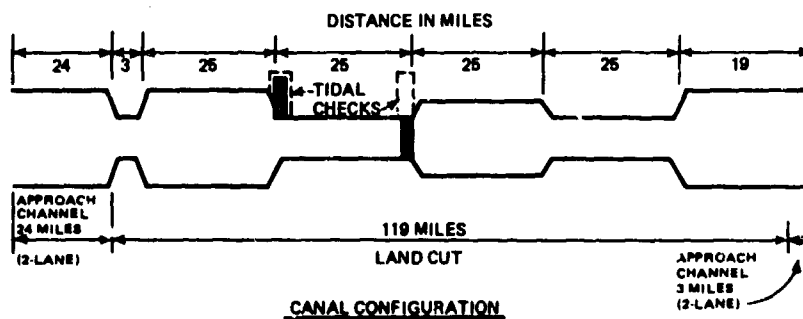 DISTANCE IN MILES
24 3 25 25 25 25 19
TIDAL
CHECKS
APPROACH
CHANNEL
24 MILES
(2-LANE)
119 MILES
LAND CUT
APPROACH
CHANNEL
3 MILES
(2-LANE)
CANAL CONFIGURATION